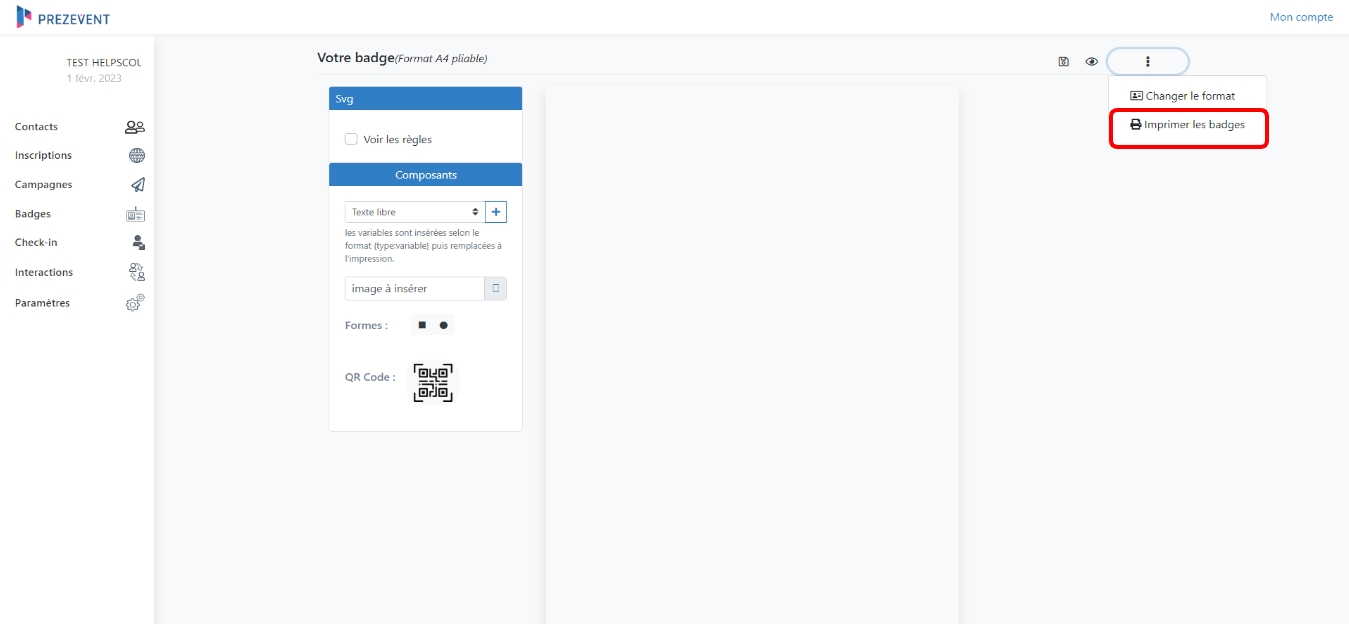 PREZEVENT
Mon compte
TEST HELPSCOL
1 févr. 2023
Contacts
Inscriptions
Campagnes
Badges
Check-in
Interactions
Paramètres
Votre badge(Format A4 pliable)
Changer le format
Imprimer les badges
Svg
Voir les règles
Composants
Texte libre
les variables sont insérées selon le
format (type:variable) puis remplacées à
l'impression.
image à insérer
Formes :
QR Code :